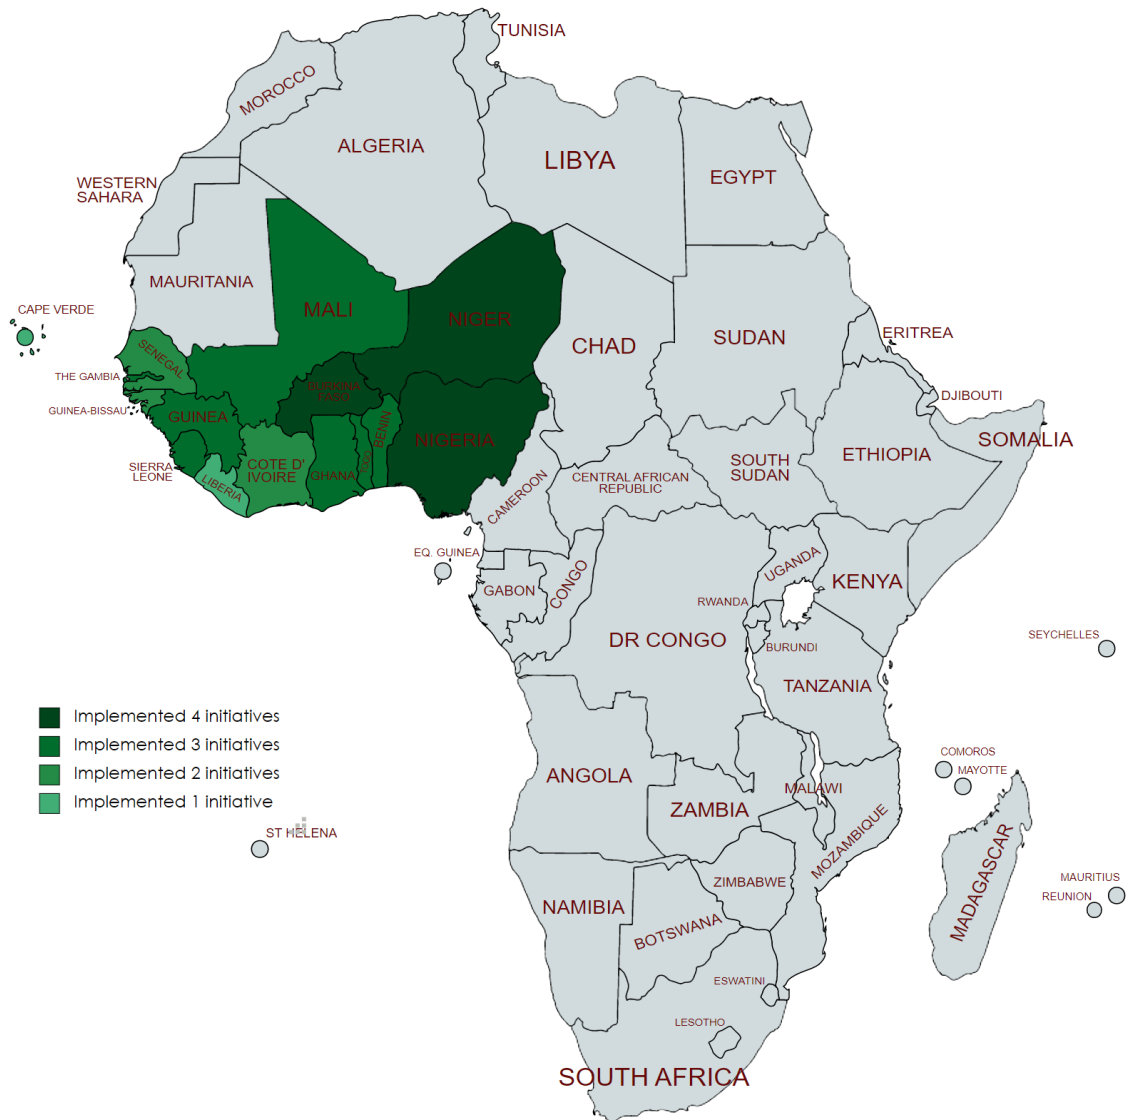 TUNISIA
MOROCCO
ALGERIA
LIBYA
EGYPT
WESTERN
SAHARA
MAURITANIA
MALI
NIGER
CHAD
SUDAN
ERITREA
CAPE VERDE
SENEGAL
THE GAMBIA
GUINEA-BISSAU
GUINEA
SIERRA
LEONE
LIBERIA
COTE D'
IVOIRE
BURKINA
FASO
GHANA
TOGO
BENIN
NIGERIA
DJIBOUTI
SOMALIA
ETHIOPIA
SOUTH
SUDAN
CENTRAL AFRICAN
REPUBLIC
CAMEROON
EQ. GUINEA
GABON
CONGO
UGANDA
KENYA
RWANDA
DR CONGO
BURUNDI
TANZANIA
SEYCHELLES
Implemented 4 initiatives
Implemented 3 initiatives
Implemented 2 initiatives
Implemented 1 initiative
ST HELENA
ANGOLA
ZAMBIA
MALAWI
MOZAMBIQUE
COMOROS
MAYOTTE
MADAGASCAR
MAURITIUS
REUNION
ZIMBABWE
NAMIBIA
BOTSWANA
ESWATINI
LESOTHO
SOUTH AFRICA